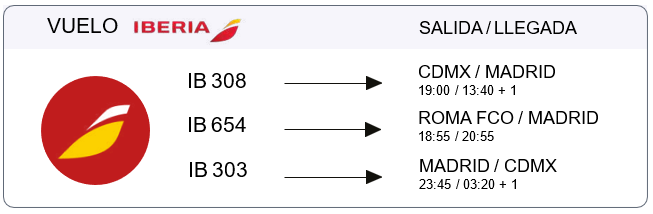 VUELO IBERIA SALIDA / LLEGADA
IB 308 CDMX / MADRID
19:00 / 13:40 + 1
IB 654 ROMA FCO / MADRID
18:55 / 20:55
IB 303 MADRID / CDMX
23:45 / 03:20 + 1